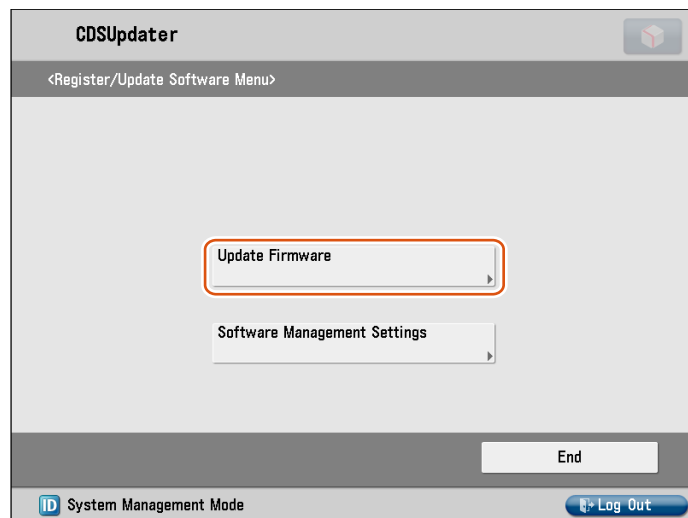 CDSUpdater
<Register/Update Software Menu>
Update Firmware
Software Management Settings
End
ID System Management Mode
Log Out